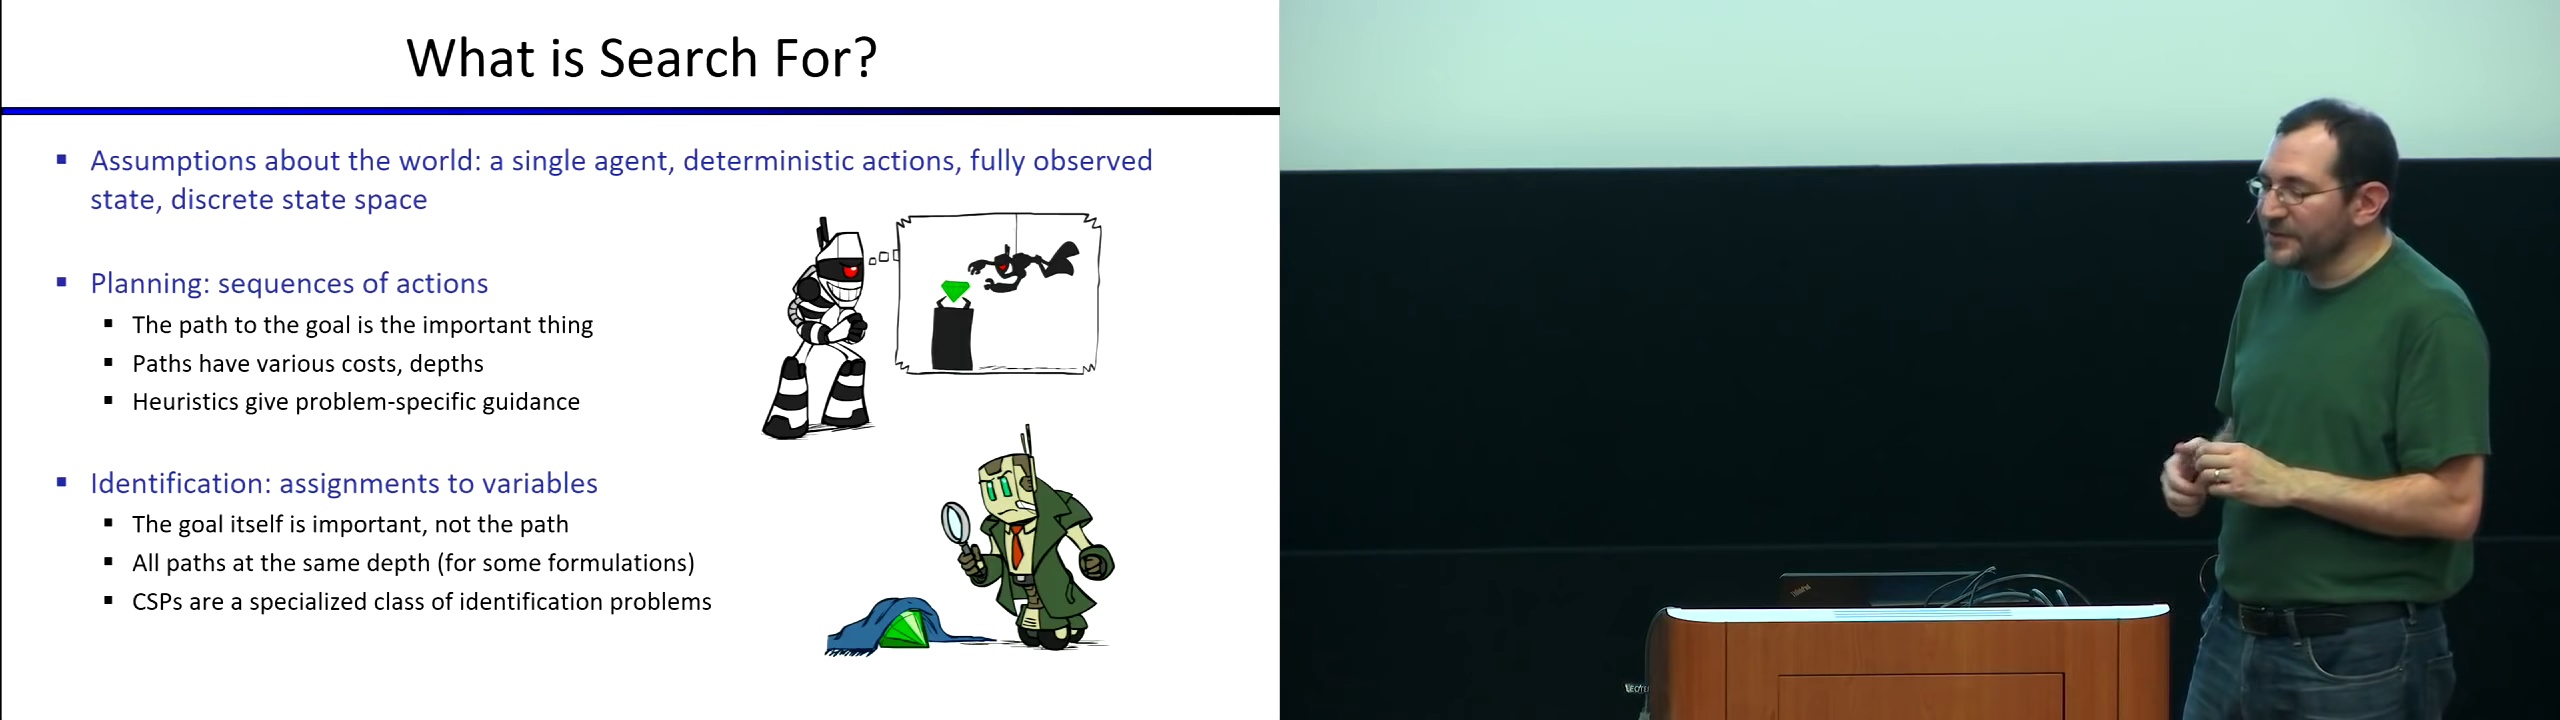 What is Search For?
Assumptions about the world: a single agent, deterministic actions, fully observed
state, discrete state space
Planning: sequences of actions
The path to the goal is the important thing
Paths have various costs, depths
Heuristics give problem-specific guidance
Identification: assignments to variables
The goal itself is important, not the path
All paths at the same depth (for some formulations)
CSPs are a specialized class of identification problems
ThinkPad